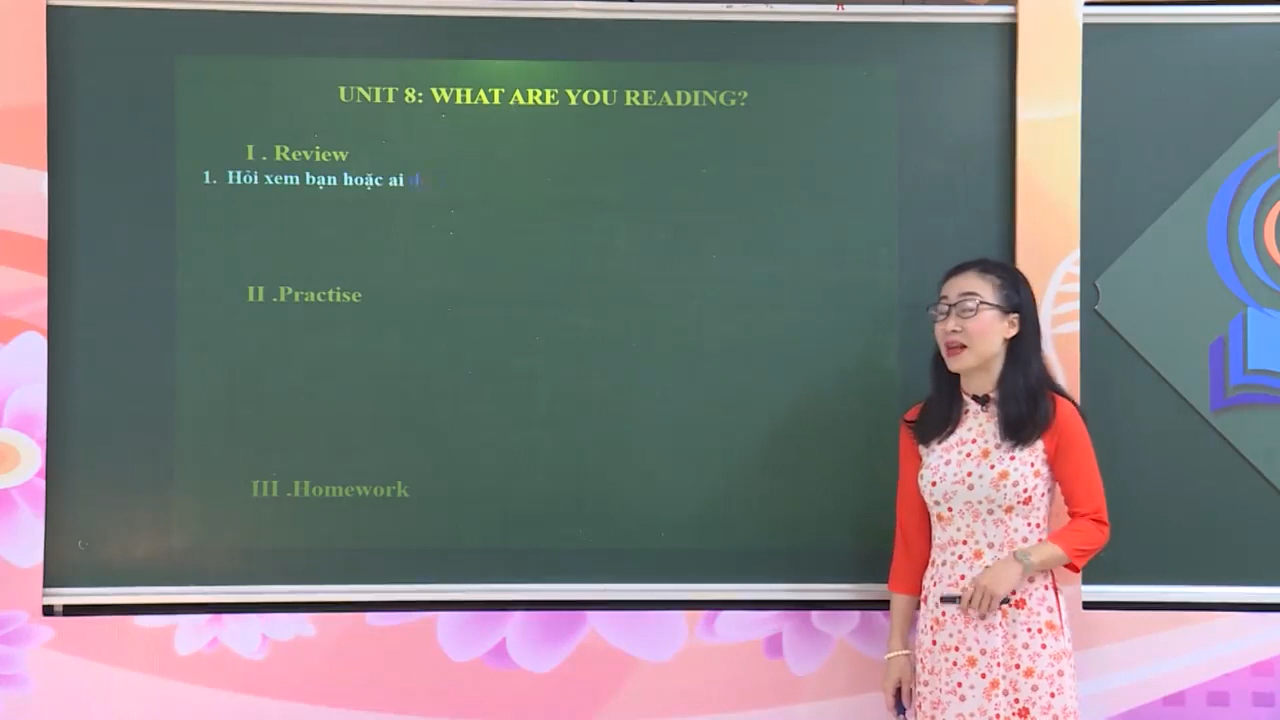 UNIT 8: WHAT ARE YOU READING?
I . Review
1. Hỏi xem bạn hoặc ai
II .Practise
III .Homework